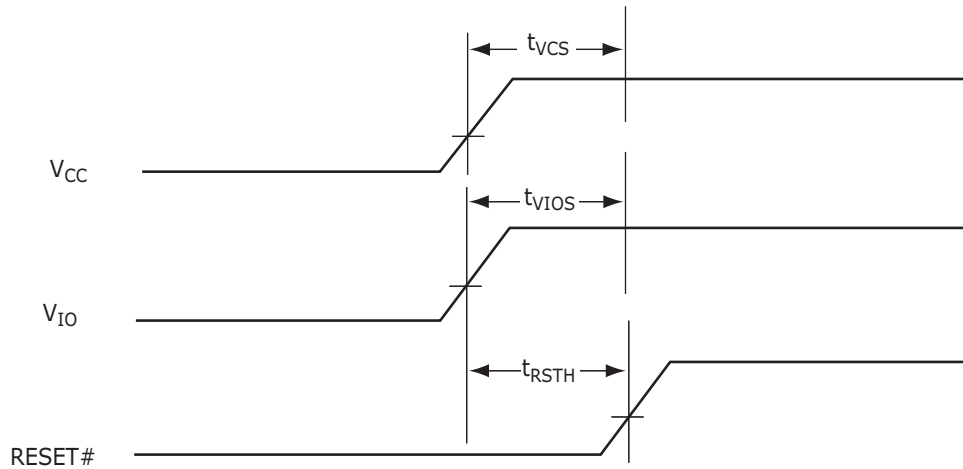 tVCS
VCC
tVIOS
VIO
tRSTH
RESET#